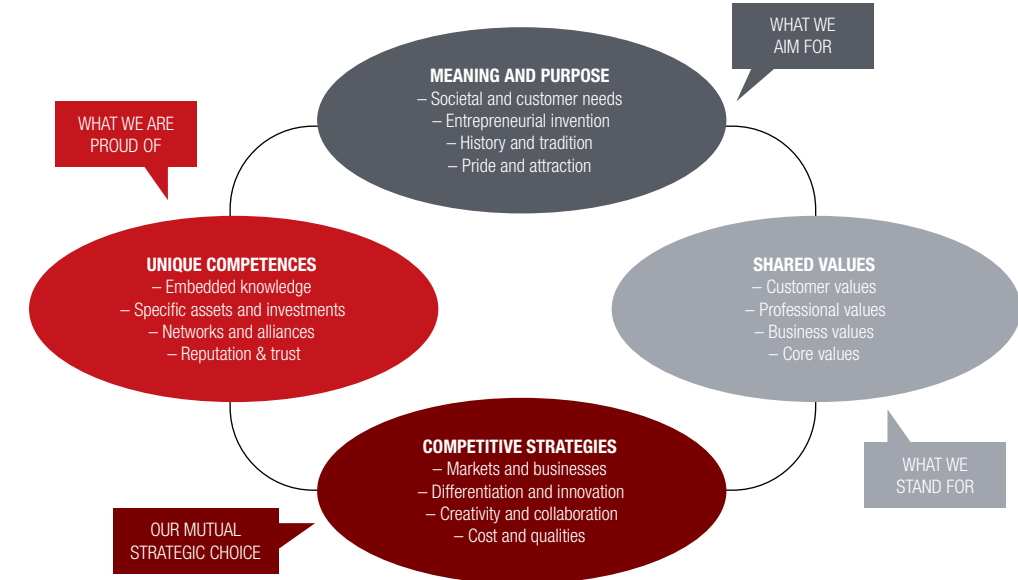 WHAT WE
AIM FOR
MEANING AND PURPOSE
– Societal and customer needs
– Entrepreneurial invention
– History and tradition
– Pride and attraction
WHAT WE ARE
PROUD OF
UNIQUE COMPETENCES
– Embedded knowledge
– Specific assets and investments
– Networks and alliances
– Reputation & trust
SHARED VALUES
– Customer values
– Professional values
– Business values
– Core values
COMPETITIVE STRATEGIES
– Markets and businesses
– Differentiation and innovation
– Creativity and collaboration
– Cost and qualities
WHAT WE
STAND FOR
OUR MUTUAL
STRATEGIC CHOICE